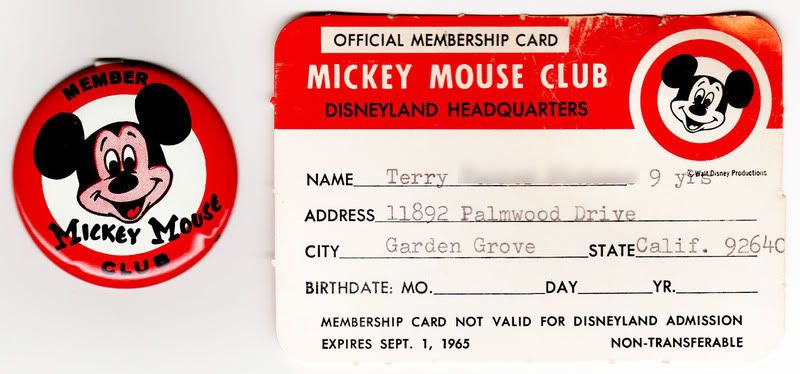 MEMBER
MICKEY MOUSE
CLUB
OFFICIAL MEMBERSHIP CARD
MICKEY MOUSE CLUB
DISNEYLAND HEADQUARTERS
© Walt Disney Productions
NAME Terry 9 yrs
ADDRESS 11892 Palmwood Drive
CITY Garden Grove STATE Calif. 92640
BIRTHDATE: MO. DAY YR.
MEMBERSHIP CARD NOT VALID FOR DISNEYLAND ADMISSION
EXPIRES SEPT. 1, 1965 NON-TRANSFERABLE